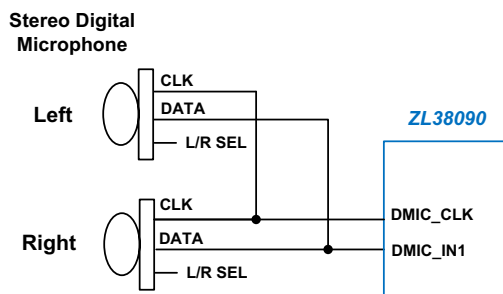 Stereo Digital
Microphone
CLK
DATA
Left
L/R SEL
ZL38090
CLK
DMIC_CLK
Right
DATA
DMIC_IN1
L/R SEL